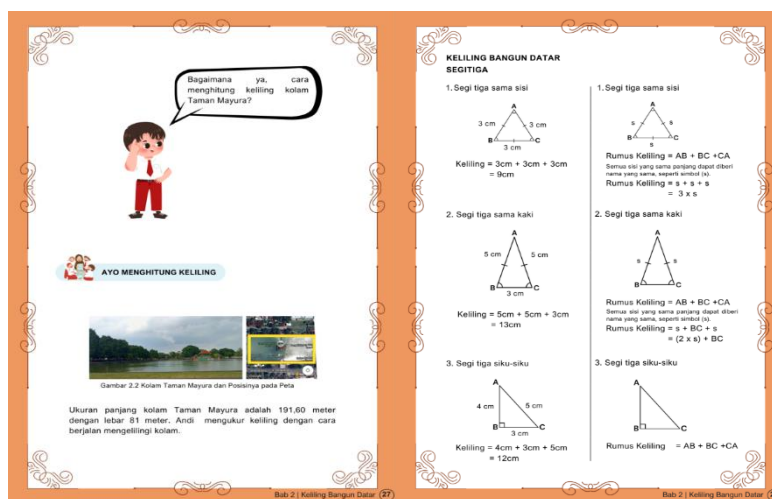 Bagaimana ya, cara
menghitung keliling kolam
Taman Mayura?
AYO MENGHITUNG KELILING
Gambar 2.2 Kolam Taman Mayura dan Posisinya pada Peta
Ukuran panjang kolam Taman Mayura adalah 191,60 meter
dengan lebar 81 meter. Andi mengukur keliling dengan cara
berjalan mengelilingi kolam.
Bab 2 | Keliling Bangun Datar 27
KELILING BANGUN DATAR
SEGITIGA
1. Segi tiga sama sisi
A
3 cm
3 cm
B
C
3 cm
Keliling = 3cm + 3cm + 3cm
= 9cm
2. Segi tiga sama kaki
A
5 cm
5 cm
B
C
3 cm
Keliling = 5cm + 5cm + 3cm
= 13cm
3. Segi tiga siku-siku
A
4 cm
5 cm
B
C
3 cm
Keliling = 4cm + 3cm + 5cm
= 12cm
1. Segi tiga sama sisi
A
s
s
B
C
s
Rumus Keliling = AB + BC +CA
Semua sisi yang sama panjang dapat diberi
nama yang sama, seperti simbol (s).
Rumus Keliling = s + s + s
= 3 x s
2. Segi tiga sama kaki
A
s
s
B
C
Rumus Keliling = AB + BC +CA
Semua sisi yang sama panjang dapat diberi
nama yang sama, seperti simbol (s).
Rumus Keliling = s + BC + s
= (2 x s) + BC
3. Segi tiga siku-siku
A
B
C
Rumus Keliling = AB + BC +CA
Bab 2 | Keliling Bangun Datar